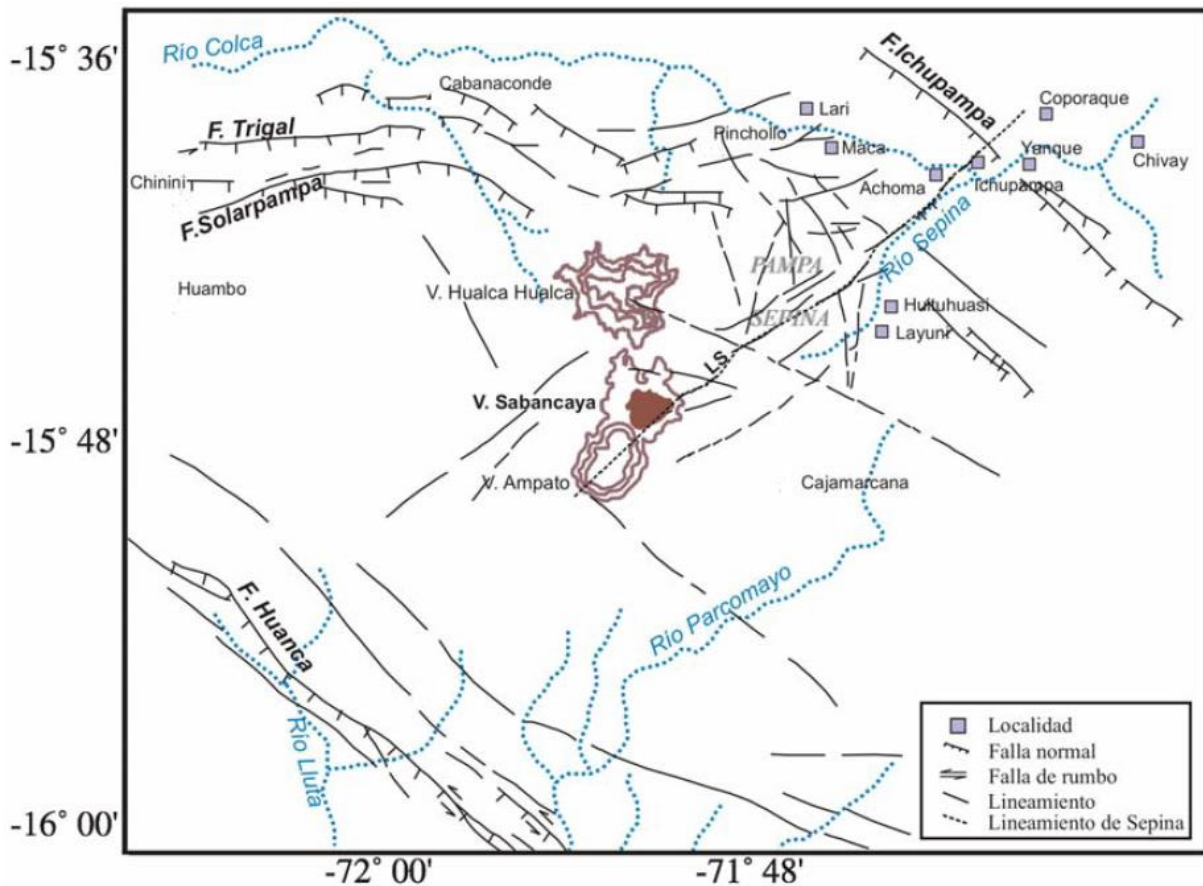 -15° 36'
Río Colca
F. Ichupampa
Cabanaconde
Coporaque
Lari
F. Trigal
Pinchollo
Maca
Yanque
Chivay
Chinini
Achoma
Ichupampa
F. Solarpampa
Río Sepina
PAMPA
Huambo
V. Hualca Hualca
SEPINA
Hulluhuasi
Layuni
LS
V. Sabancaya
-15° 48'
V. Ampato
Cajamarcana
Río Parcomayo
F. Huanca
Río Lluta
Localidad
Falla normal
Falla de rumbo
Lineamiento
Lineamiento de Sepina
-16° 00'
-72° 00'
-71° 48'